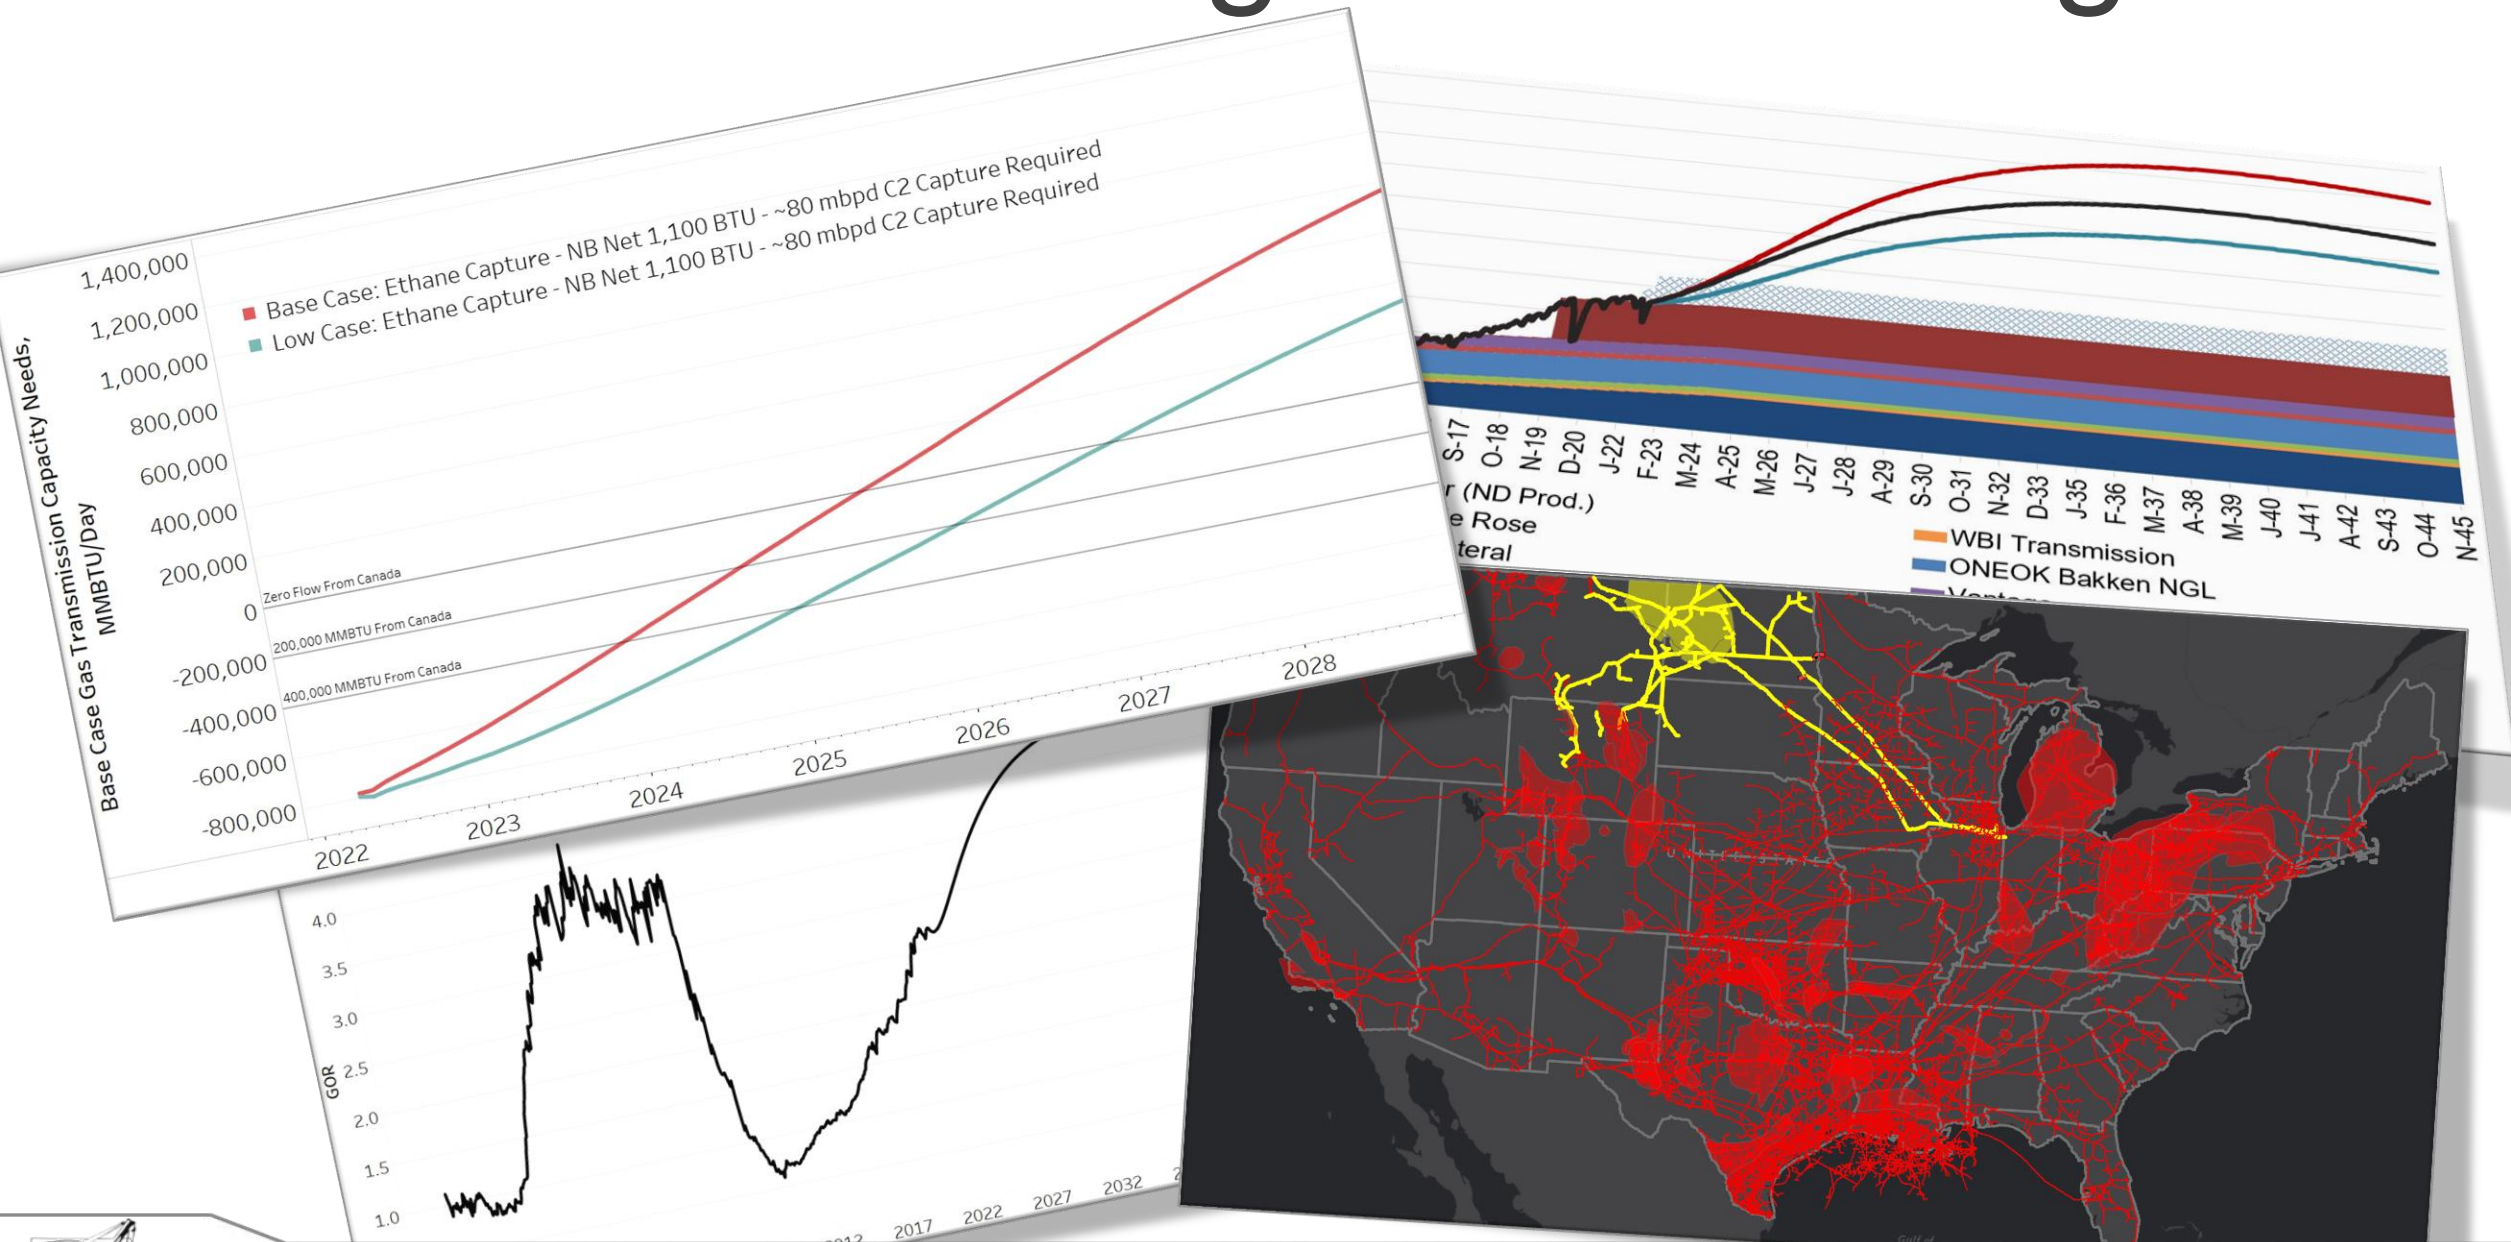 Base Case Gas Transmission Capacity Needs,
MMBTU/Day
1,400,000
1,200,000
1,000,000
800,000
600,000
400,000
200,000
0
-200,000
-400,000
-600,000
-800,000
Base Case: Ethane Capture - NB Net 1,100 BTU - ~80 mbpd C2 Capture Required
Low Case: Ethane Capture - NB Net 1,100 BTU - ~80 mbpd C2 Capture Required
Zero Flow From Canada
200,000 MMBTU From Canada
400,000 MMBTU From Canada
2022
2023
2024
2025
2026
2027
2028
S-17
O-18
N-19
D-20
J-22
F-23
M-24
A-25
M-26
J-27
J-28
A-29
S-30
O-31
N-32
D-33
J-35
F-36
M-37
A-38
M-39
J-40
J-41
A-42
S-43
O-44
N-45
r (ND Prod.)
e Rose
teral
WBI Transmission
ONEOK Bakken NGL
GOR
4.0
3.5
3.0
2.5
2.0
1.5
1.0
2017
2022
2027
2032
UNITED STATES